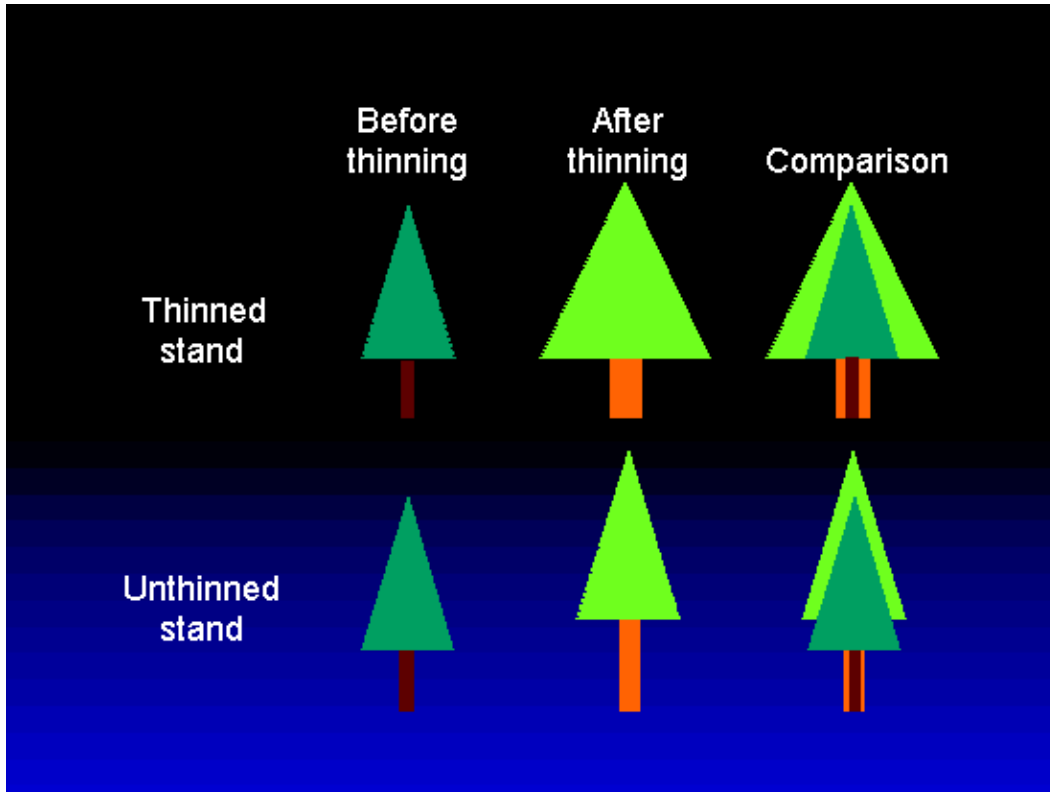 Before
thinning
After
thinning
Comparison
Thinned
stand
Unthinned
stand